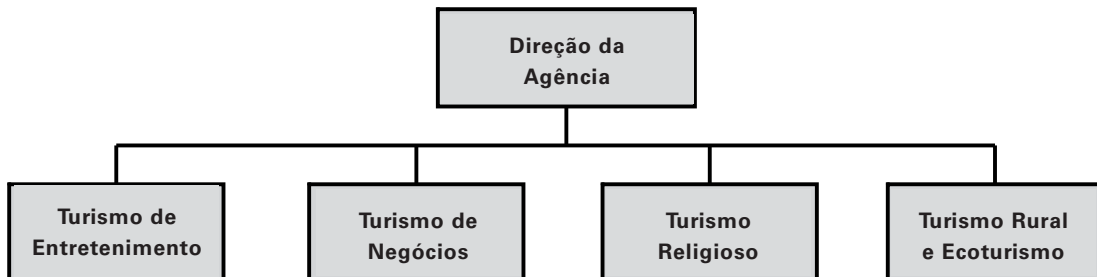 Direção da
Agência
Turismo de
Entretenimento
Turismo de
Negócios
Turismo
Religioso
Turismo Rural
e Ecoturismo